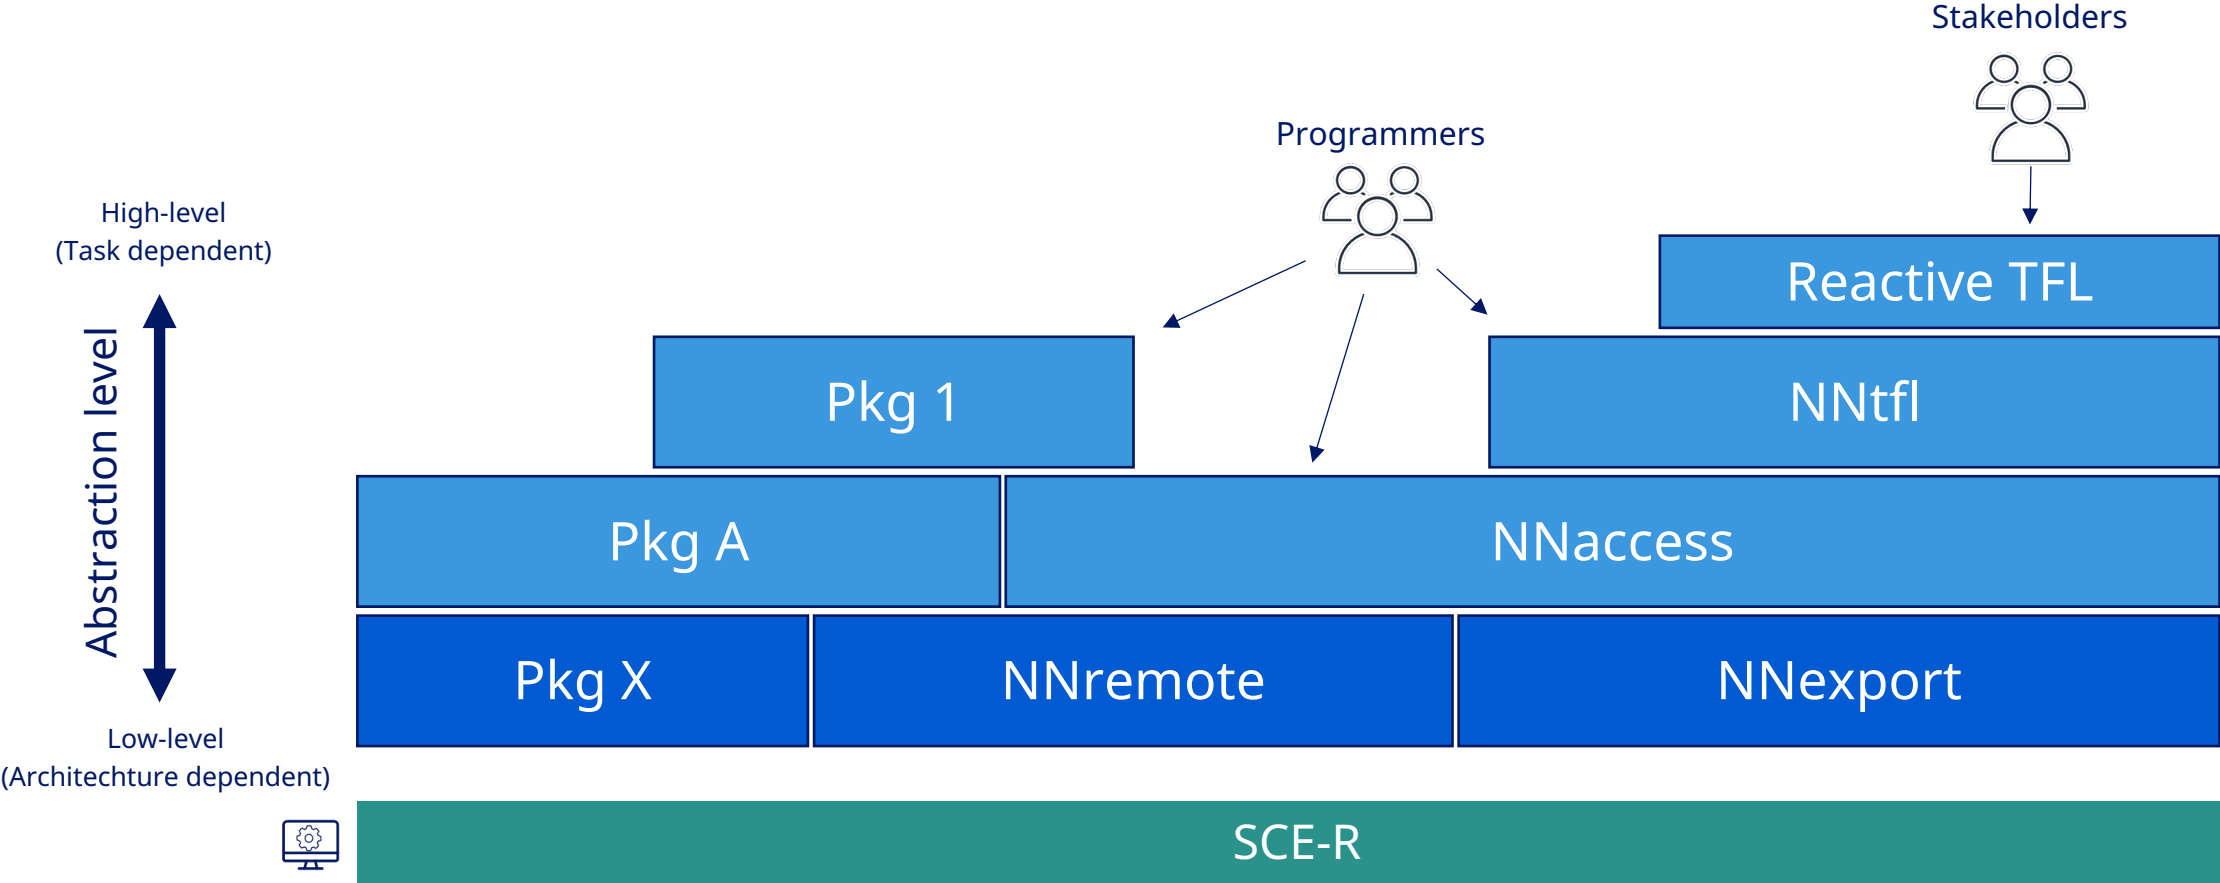 Stakeholders
Programmers
High-level
(Task dependent)
Abstraction level
Reactive TFL
Pkg 1
NNtfl
Pkg A
NNaccess
Pkg X
NNremote
NNexport
Low-level
(Architechture dependent)
SCE-R